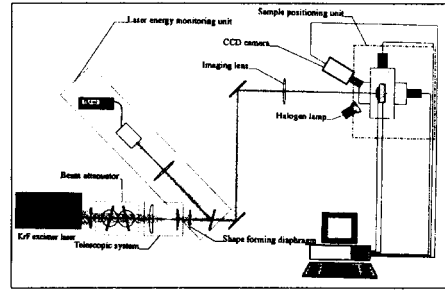 Sample positioning unit
Laser energy monitoring unit
CCD camera
Imaging lens
Halogen lamp
Beam attenuator
KrF excimer laser
Telescopic system
Shape forming diaphragm